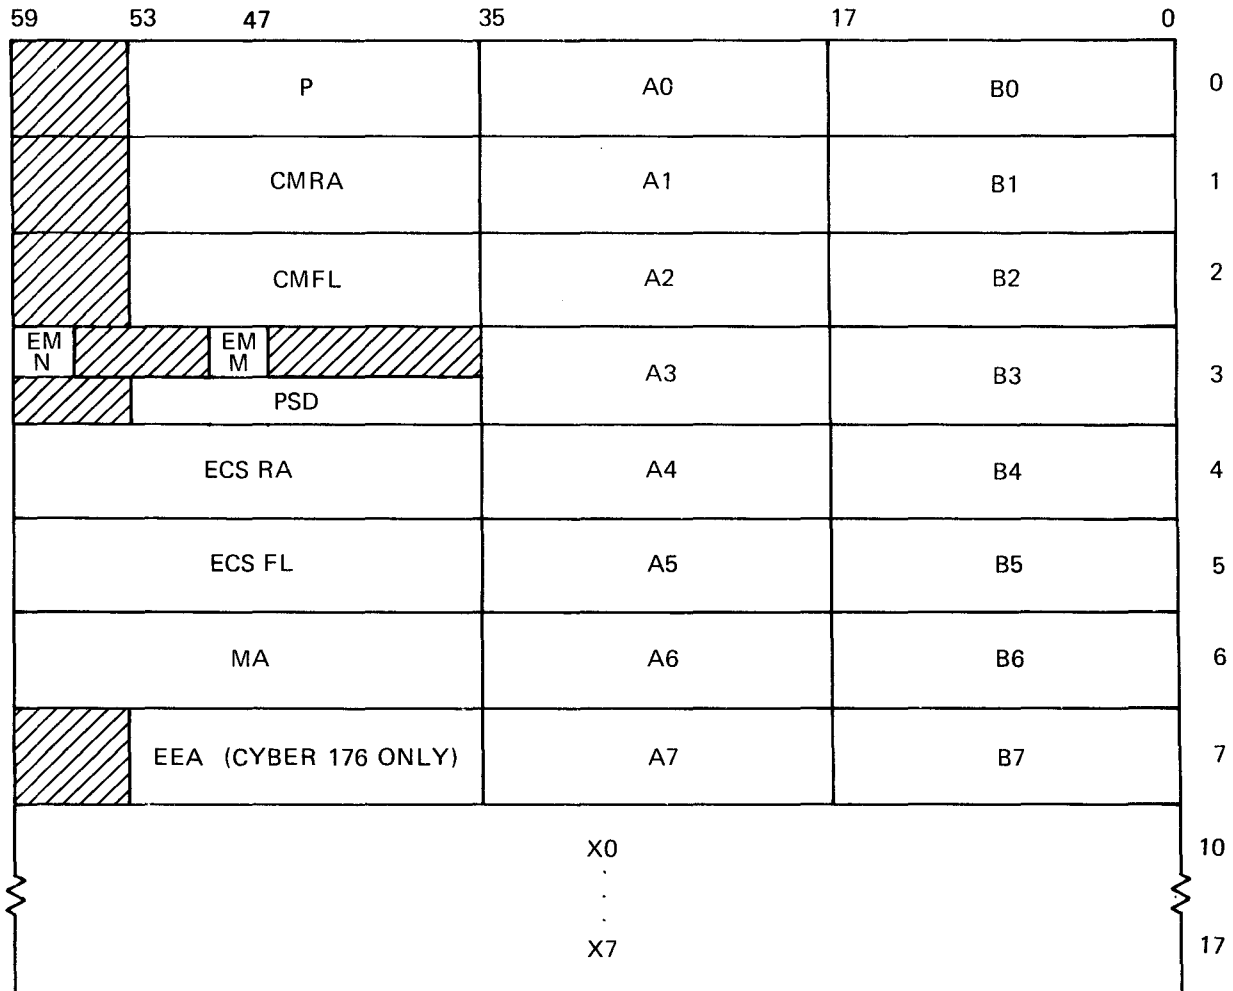 59 53 47 35 17 0
P A0 B0 0
CMRA A1 B1 1
CMFL A2 B2 2
EM N EM M A3 B3 3
PSD
ECS RA A4 B4 4
ECS FL A5 B5 5
MA A6 B6 6
EEA (CYBER 176 ONLY) A7 B7 7
X0 10
X7 17